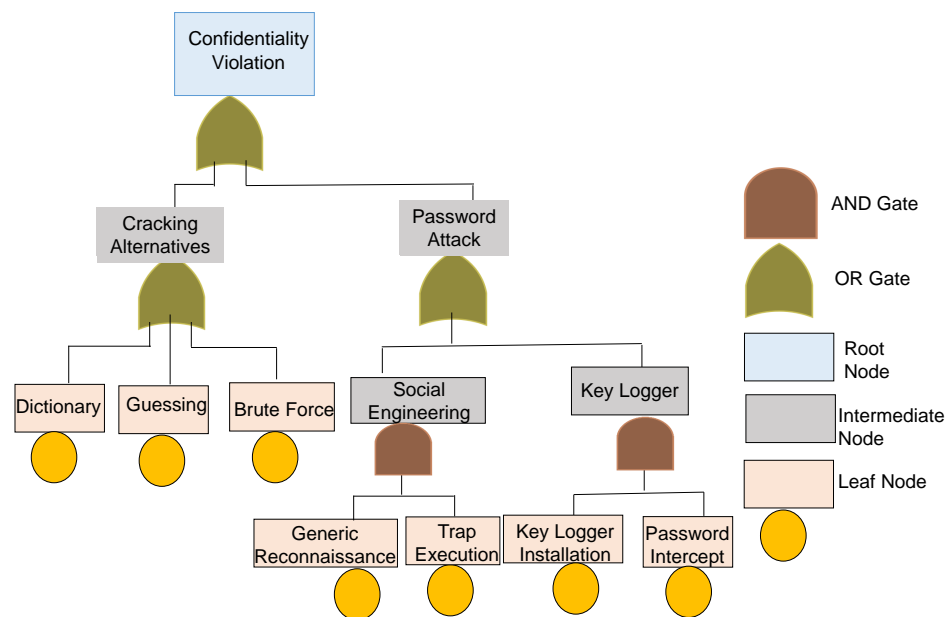 Confidentiality
Violation
Cracking
Alternatives
Password
Attack
Dictionary
Guessing
Brute Force
Social
Engineering
Key Logger
Generic
Reconnaissance
Trap
Execution
Key Logger
Installation
Password
Intercept
AND Gate
OR Gate
Root
Node
Intermediate
Node
Leaf Node